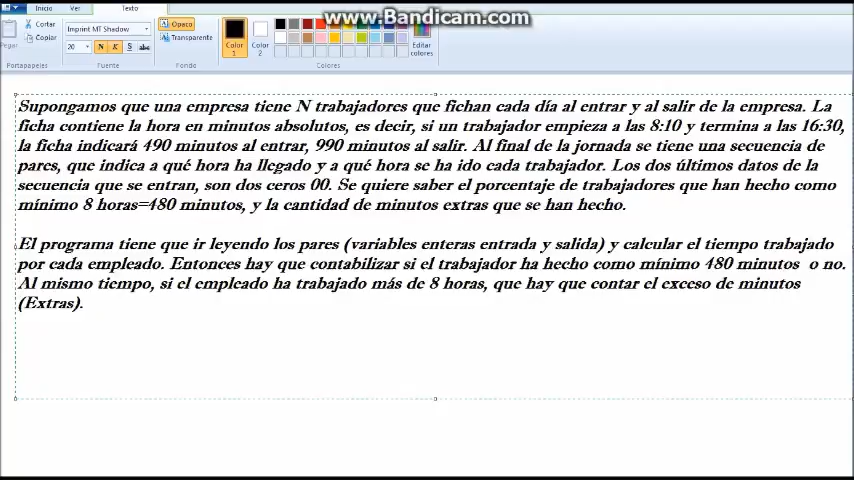 www.Bandicam.com
Inicio Ver Texto
Pegar
Cortar
Copiar
Portapapeles
Imprint MT Shadow
20 N K S abc
Fuente
Opaco
Transparente
Fondo
Color 1
Color 2
Editar colores
Colores
Supongamos que una empresa tiene N trabajadores que fichan cada día al entrar y al salir de la empresa. La
ficha contiene la hora en minutos absolutos, es decir, si un trabajador empieza a las 8:10 y termina a las 16:30,
la ficha indicará 490 minutos al entrar, 990 minutos al salir. Al final de la jornada se tiene una secuencia de
pares, que indica a qué hora ha llegado y a qué hora se ha ido cada trabajador. Los dos últimos datos de la
secuencia que se entran, son dos ceros 00. Se quiere saber el porcentaje de trabajadores que han hecho como
mínimo 8 horas=480 minutos, y la cantidad de minutos extras que se han hecho.
El programa tiene que ir leyendo los pares (variables enteras entrada y salida) y calcular el tiempo trabajado
por cada empleado. Entonces hay que contabilizar si el trabajador ha hecho como mínimo 480 minutos o no.
Al mismo tiempo, si el empleado ha trabajado más de 8 horas, que hay que contar el exceso de minutos
(Extras).